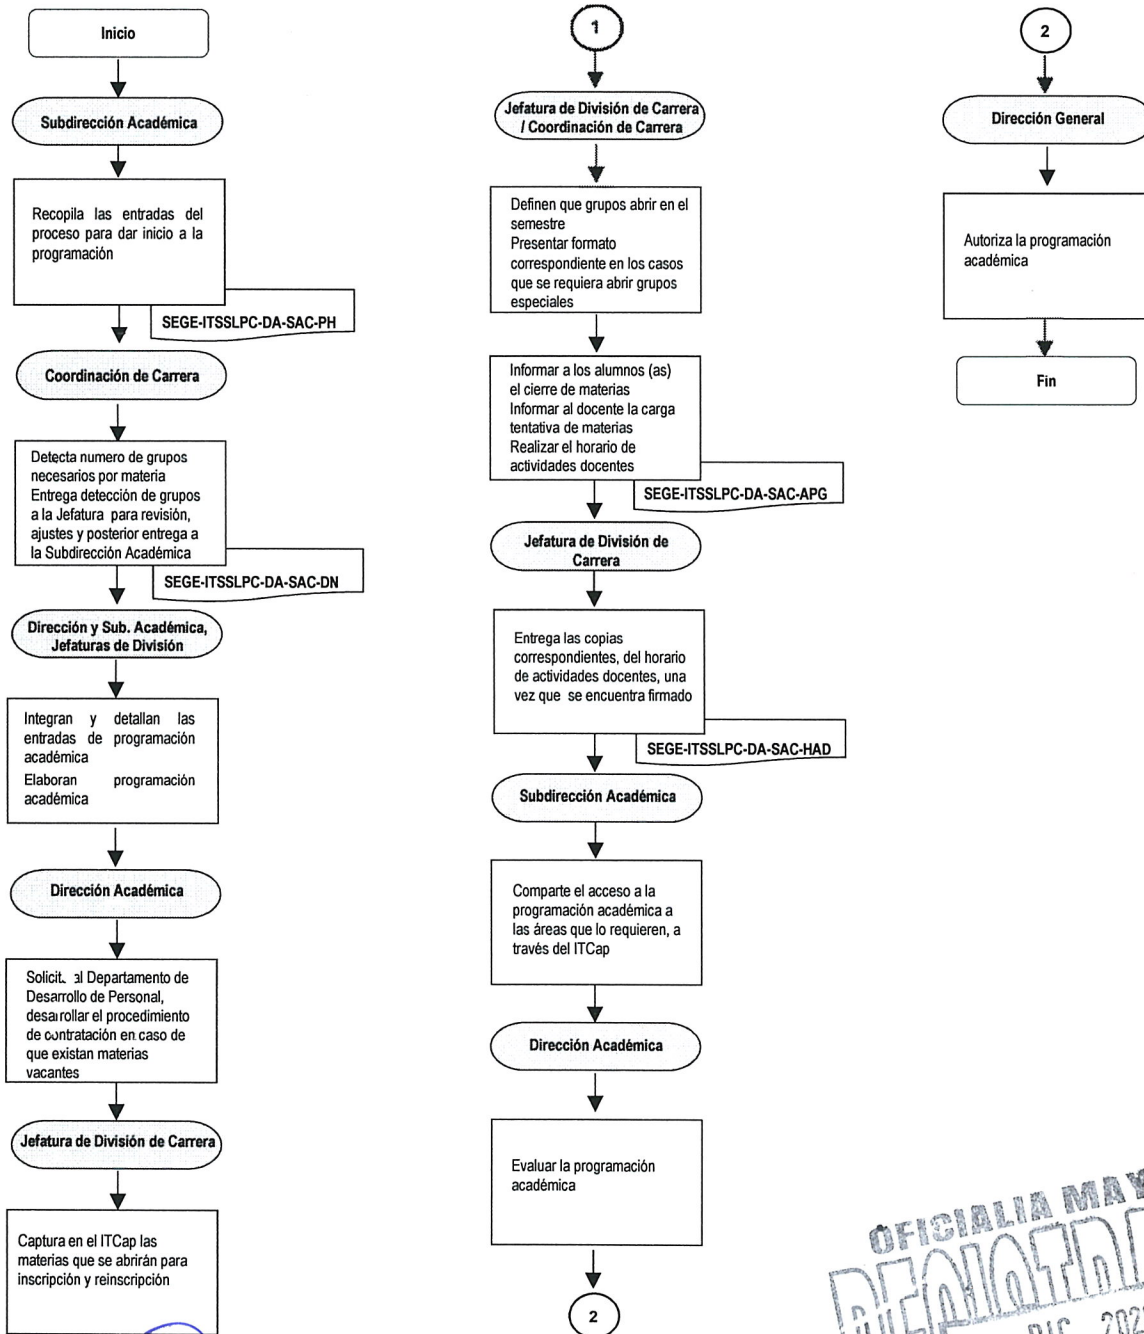 Inicio
Subdirección Académica
Recopila las entradas del
proceso para dar inicio a la
programación
SEGE-ITSSLPC-DA-SAC-PH
Coordinación de Carrera
Detecta numero de grupos
necesarios por materia
Entrega detección de grupos
a la Jefatura para revisión,
ajustes y posterior entrega a
la Subdirección Académica
SEGE-ITSSLPC-DA-SAC-DN
Dirección y Sub. Académica,
Jefaturas de División
Integran y detallan las
entradas de programación
académica
Elaboran programación
académica
Dirección Académica
al Departamento de
Desarrollo de Personal,
desarrollar el procedimiento
de contratación en caso de
que existan materias
vacantes
Jefatura de División de Carrera
Captura en el ITCap las
materias que se abrirán para
inscripción y reinscripción
1
Jefatura de División de Carrera
/ Coordinación de Carrera
Definen que grupos abrir en el
semestre
Presentar formato
correspondiente en los casos
que se requiera abrir grupos
especiales
Informar a los alumnos (as)
el cierre de materias
Informar al docente la carga
tentativa de materias
Realizar el horario de
actividades docentes
SEGE-ITSSLPC-DA-SAC-APG
Jefatura de División de
Carrera
Entrega las copias
correspondientes, del horario
de actividades docentes, una
vez que se encuentra firmado
SEGE-ITSSLPC-DA-SAC-HAD
Subdirección Académica
Comparte el acceso a la
programación académica a
las áreas que lo requieren, a
través del ITCap
Dirección Académica
Evaluar la programación
académica
2
2
Dirección General
Autoriza la programación
académica
Fin
OFICIALIA MAY
DIC 202